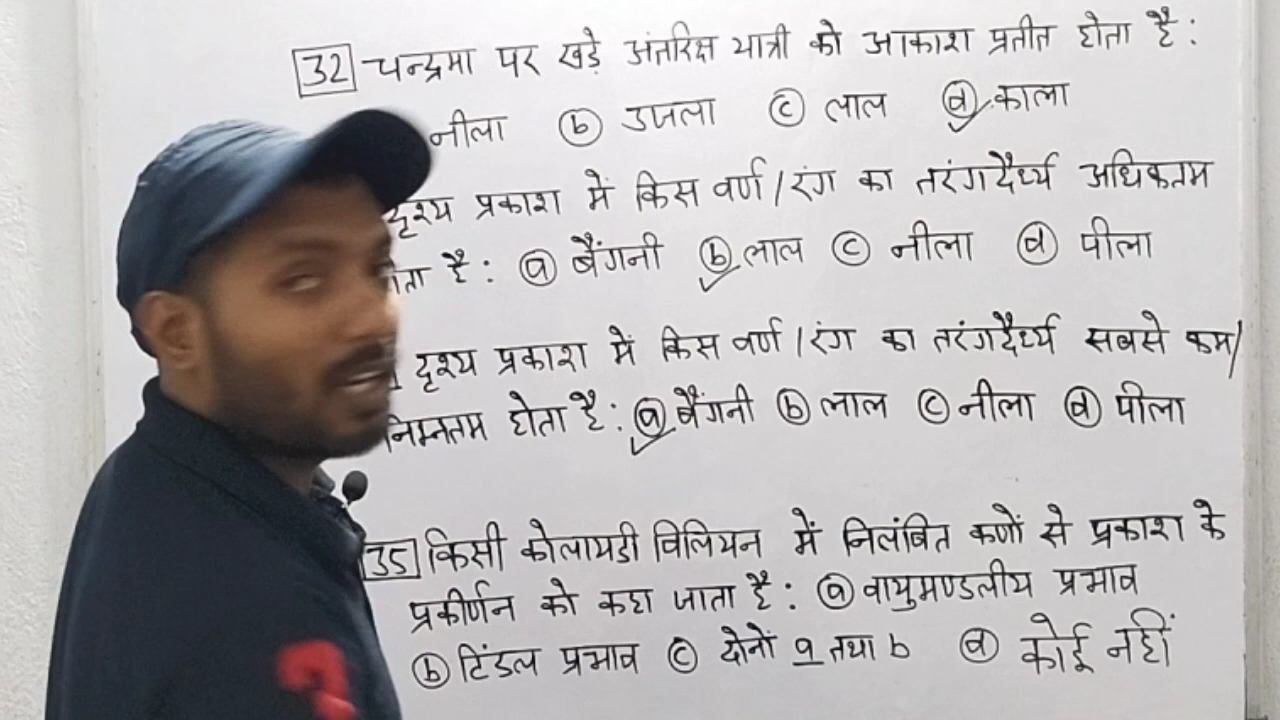 32 चन्द्रमा पर खड़े अंतरिक्ष यात्री को आकाश प्रतीत होता है :
नीला ⓑ उजला ⓒ लाल ⓓ काला
दृश्य प्रकाश में किस वर्ण / रंग का तरंगदैर्ध्य अधिकतम
ता है : ⓐ बैंगनी ⓑ लाल ⓒ नीला ⓓ पीला
दृश्य प्रकाश में किस वर्ण / रंग का तरंगदैर्ध्य सबसे कम/
निम्नतम होता है : ⓐ बैंगनी ⓑ लाल ⓒ नीला ⓓ पीला
35 किसी कोलायडी विलियन में निलंबित कणों से प्रकाश के
प्रकीर्णन को कहा जाता है : ⓐ वायुमण्डलीय प्रभाव
ⓑ टिंडल प्रभाव ⓒ दोनों a तथा b ⓓ कोई नहीं